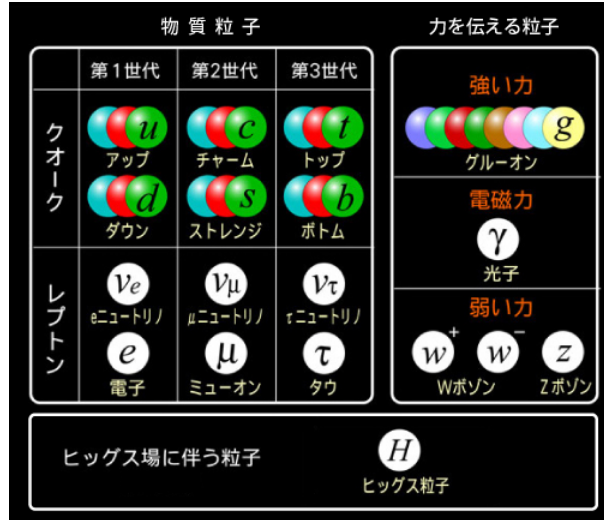 物質粒子
力を伝える粒子
第1世代 第2世代 第3世代
クオーク
u c t
アップ チャーム トップ
d s b
ダウン ストレンジ ボトム
レプトン
νe νμ ντ
eニュートリノ μニュートリノ τニュートリノ
e μ τ
電子 ミューオン タウ
強い力
g
グルーオン
電磁力
γ
光子
弱い力
W+ W− Z
Wボゾン Zボゾン
ヒッグス場に伴う粒子
H
ヒッグス粒子